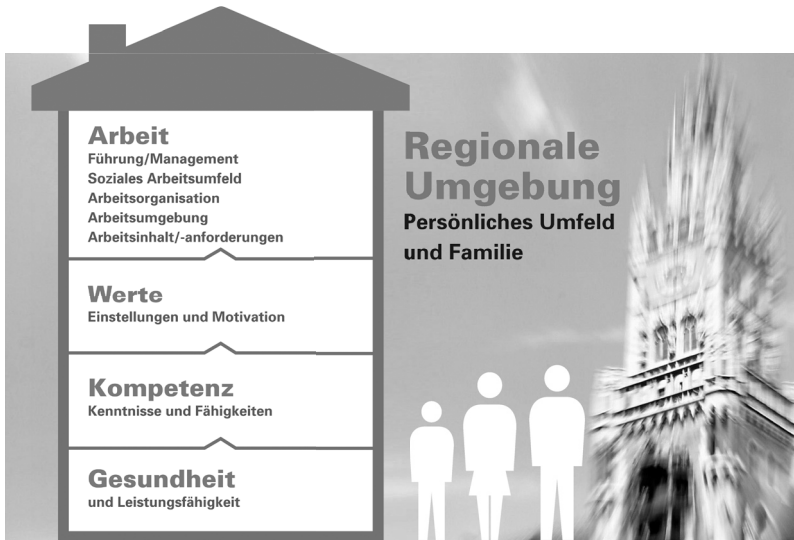 Arbeit
Führung/Management
Soziales Arbeitsumfeld
Arbeitsorganisation
Arbeitsumgebung
Arbeitsinhalt/-anforderungen
Werte
Einstellungen und Motivation
Kompetenz
Kenntnisse und Fähigkeiten
Gesundheit
und Leistungsfähigkeit
Regionale
Umgebung
Persönliches Umfeld
und Familie